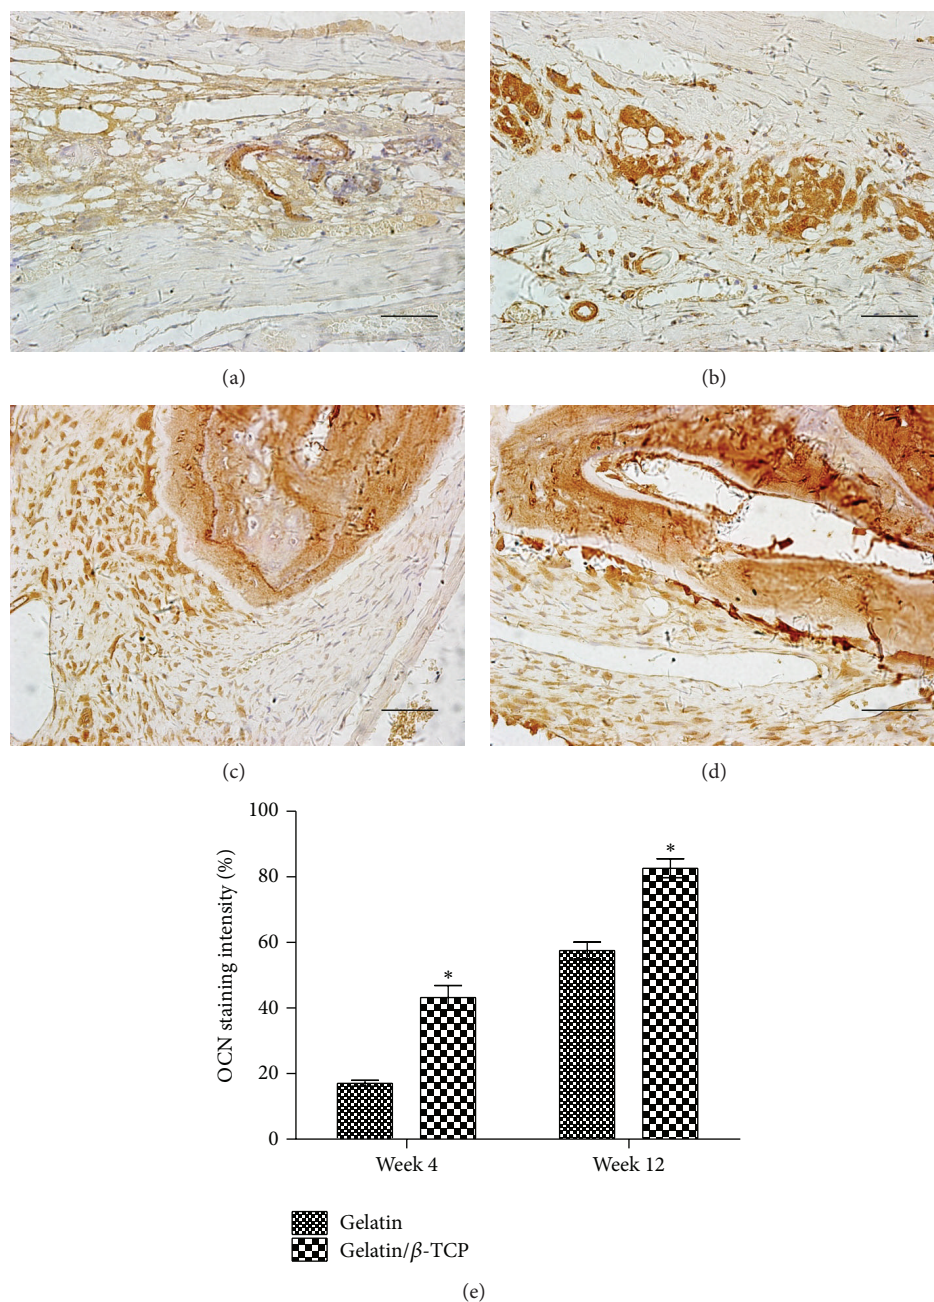 (a)
(b)
(c)
(d)
100
80
60
40
20
0
OCN staining intensity (%)
*
*
Week 4
Week 12
Gelatin
Gelatin/β-TCP
(e)